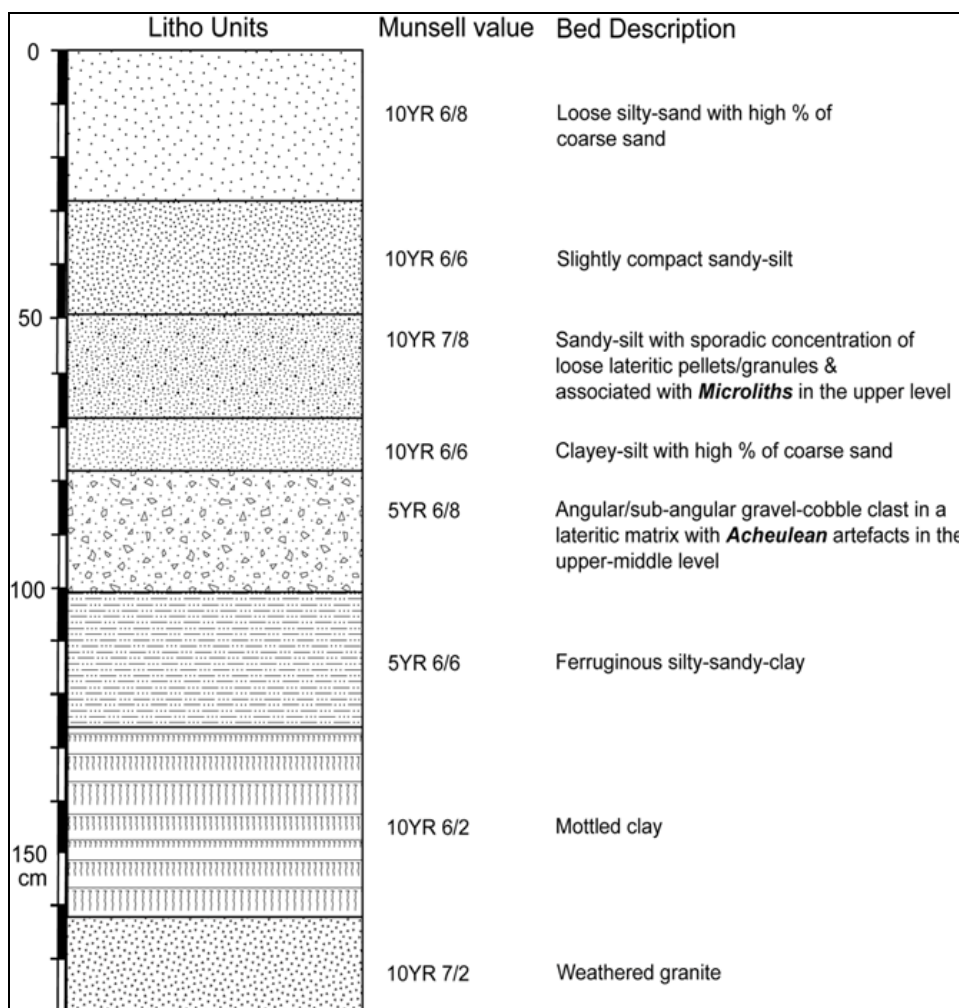 Litho Units Munsell value Bed Description
0
10YR 6/8 Loose silty-sand with high % of
coarse sand
10YR 6/6 Slightly compact sandy-silt
50
10YR 7/8 Sandy-silt with sporadic concentration of
loose lateritic pellets/granules &
associated with Microliths in the upper level
10YR 6/6 Clayey-silt with high % of coarse sand
5YR 6/8 Angular/sub-angular gravel-cobble clast in a
lateritic matrix with Acheulean artefacts in the
upper-middle level
100
5YR 6/6 Ferruginous silty-sandy-clay
10YR 6/2 Mottled clay
150
cm
10YR 7/2 Weathered granite